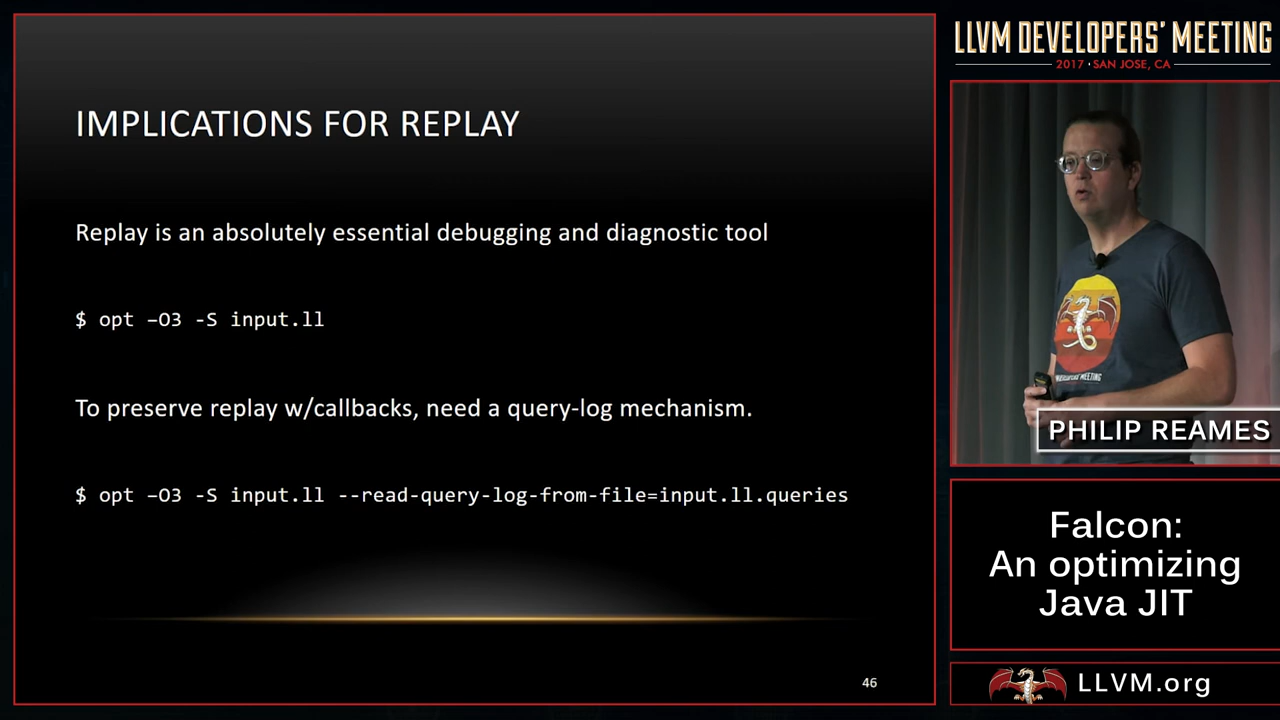 IMPLICATIONS FOR REPLAY
Replay is an absolutely essential debugging and diagnostic tool
$ opt –O3 -S input.ll
To preserve replay w/callbacks, need a query-log mechanism.
$ opt –O3 -S input.ll --read-query-log-from-file=input.ll.queries
46
LLVM DEVELOPERS' MEETING
2017 · SAN JOSE, CA
PHILIP REAMES
Falcon:
An optimizing
Java JIT
LLVM.org